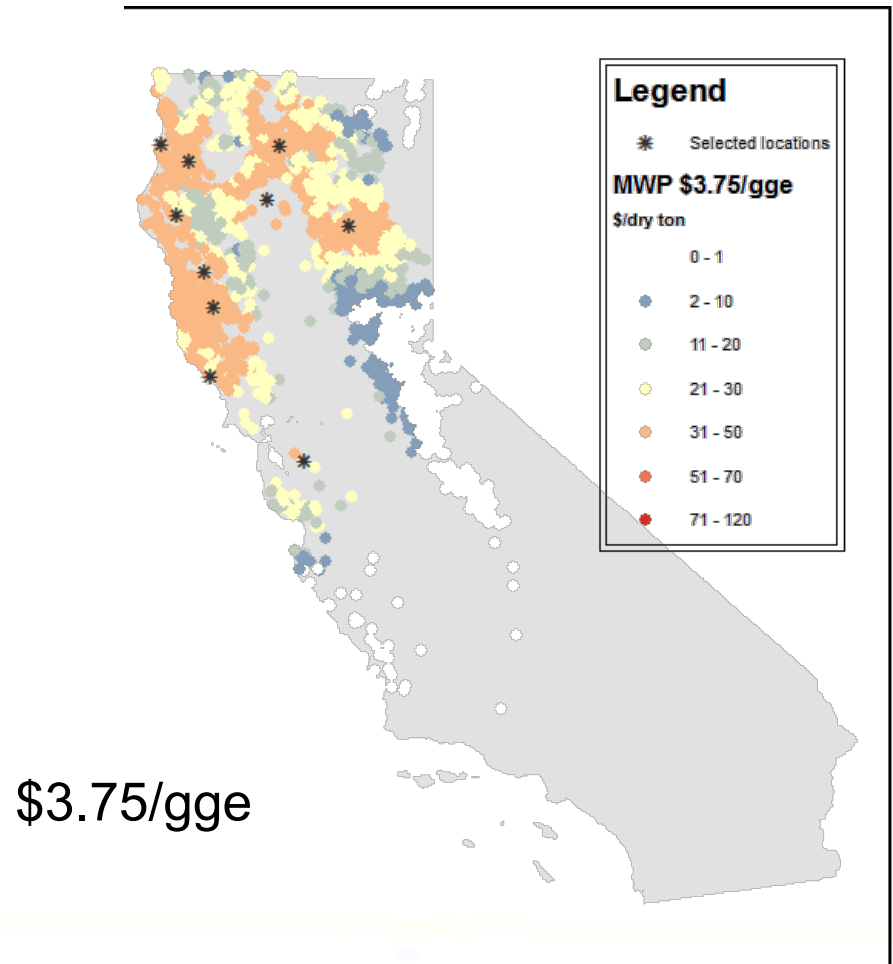 Legend
Selected locations
MWP $3.75/gge
$/dry ton
0 - 1
2 - 10
11 - 20
21 - 30
31 - 50
51 - 70
71 - 120
$3.75/gge